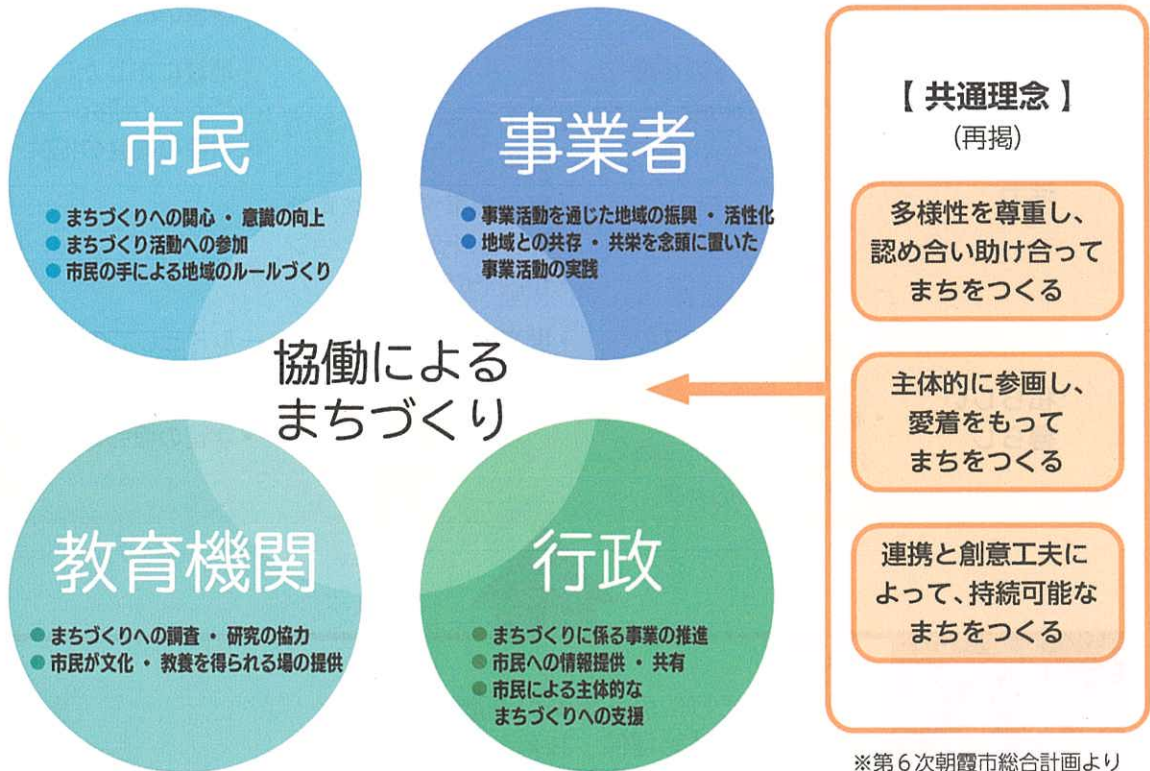 市民
● まちづくりへの関心 ・ 意識の向上
● まちづくり活動への参加
● 市民の手による地域のルールづくり
事業者
● 事業活動を通じた地域の振興 ・ 活性化
● 地域との共存 ・ 共栄を念頭に置いた
事業活動の実践
協働による
まちづくり
教育機関
● まちづくりへの調査 ・ 研究の協力
● 市民が文化 ・ 教養を得られる場の提供
行政
● まちづくりに係る事業の推進
● 市民への情報提供 ・ 共有
● 市民による主体的な
まちづくりへの支援
【 共通理念 】
(再掲)
多様性を尊重し、
認め合い助け合って
まちをつくる
主体的に参画し、
愛着をもって
まちをつくる
連携と創意工夫に
よって、持続可能な
まちをつくる
※第6次朝霞市総合計画より